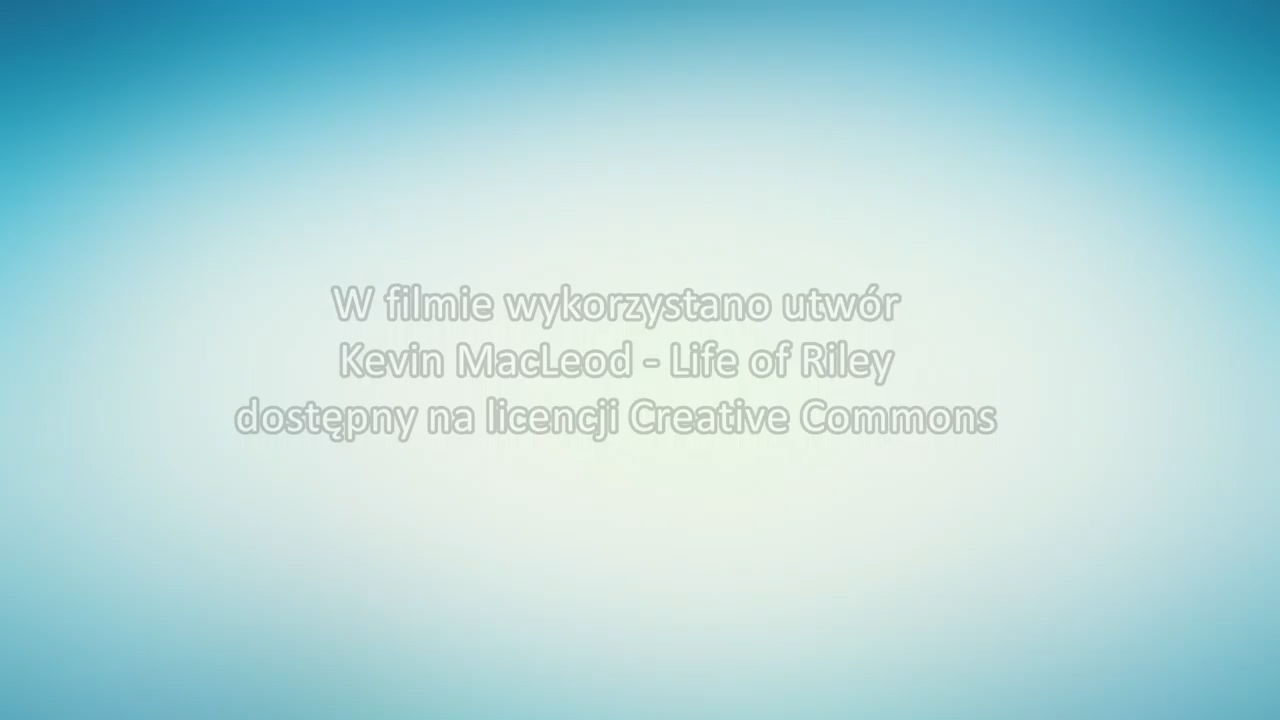 W filmie wykorzystano utwór
Kevin MacLeod - Life of Riley
dostępny na licencji Creative Commons